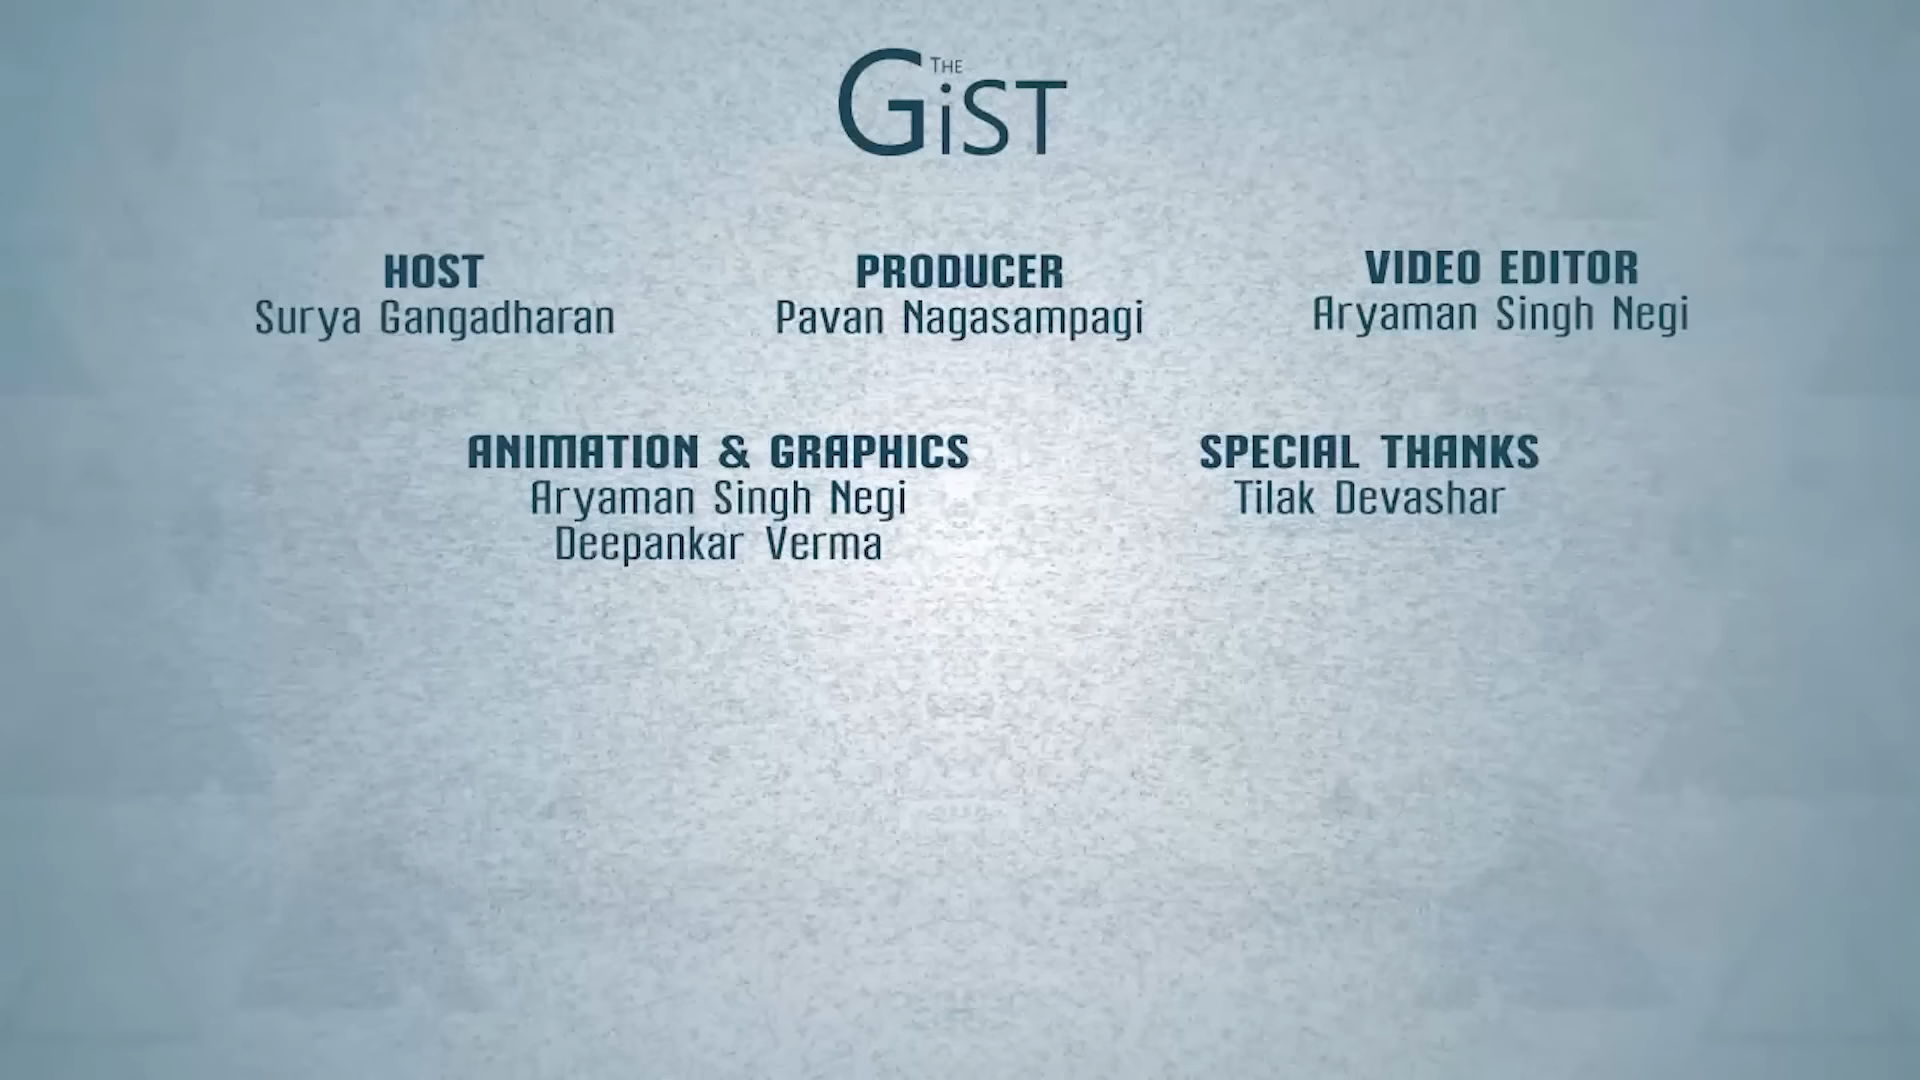 THE
GiST
HOST
Surya Gangadharan
PRODUCER
Pavan Nagasampagi
VIDEO EDITOR
Aryaman Singh Negi
ANIMATION & GRAPHICS
Aryaman Singh Negi
Deepankar Verma
SPECIAL THANKS
Tilak Devashar